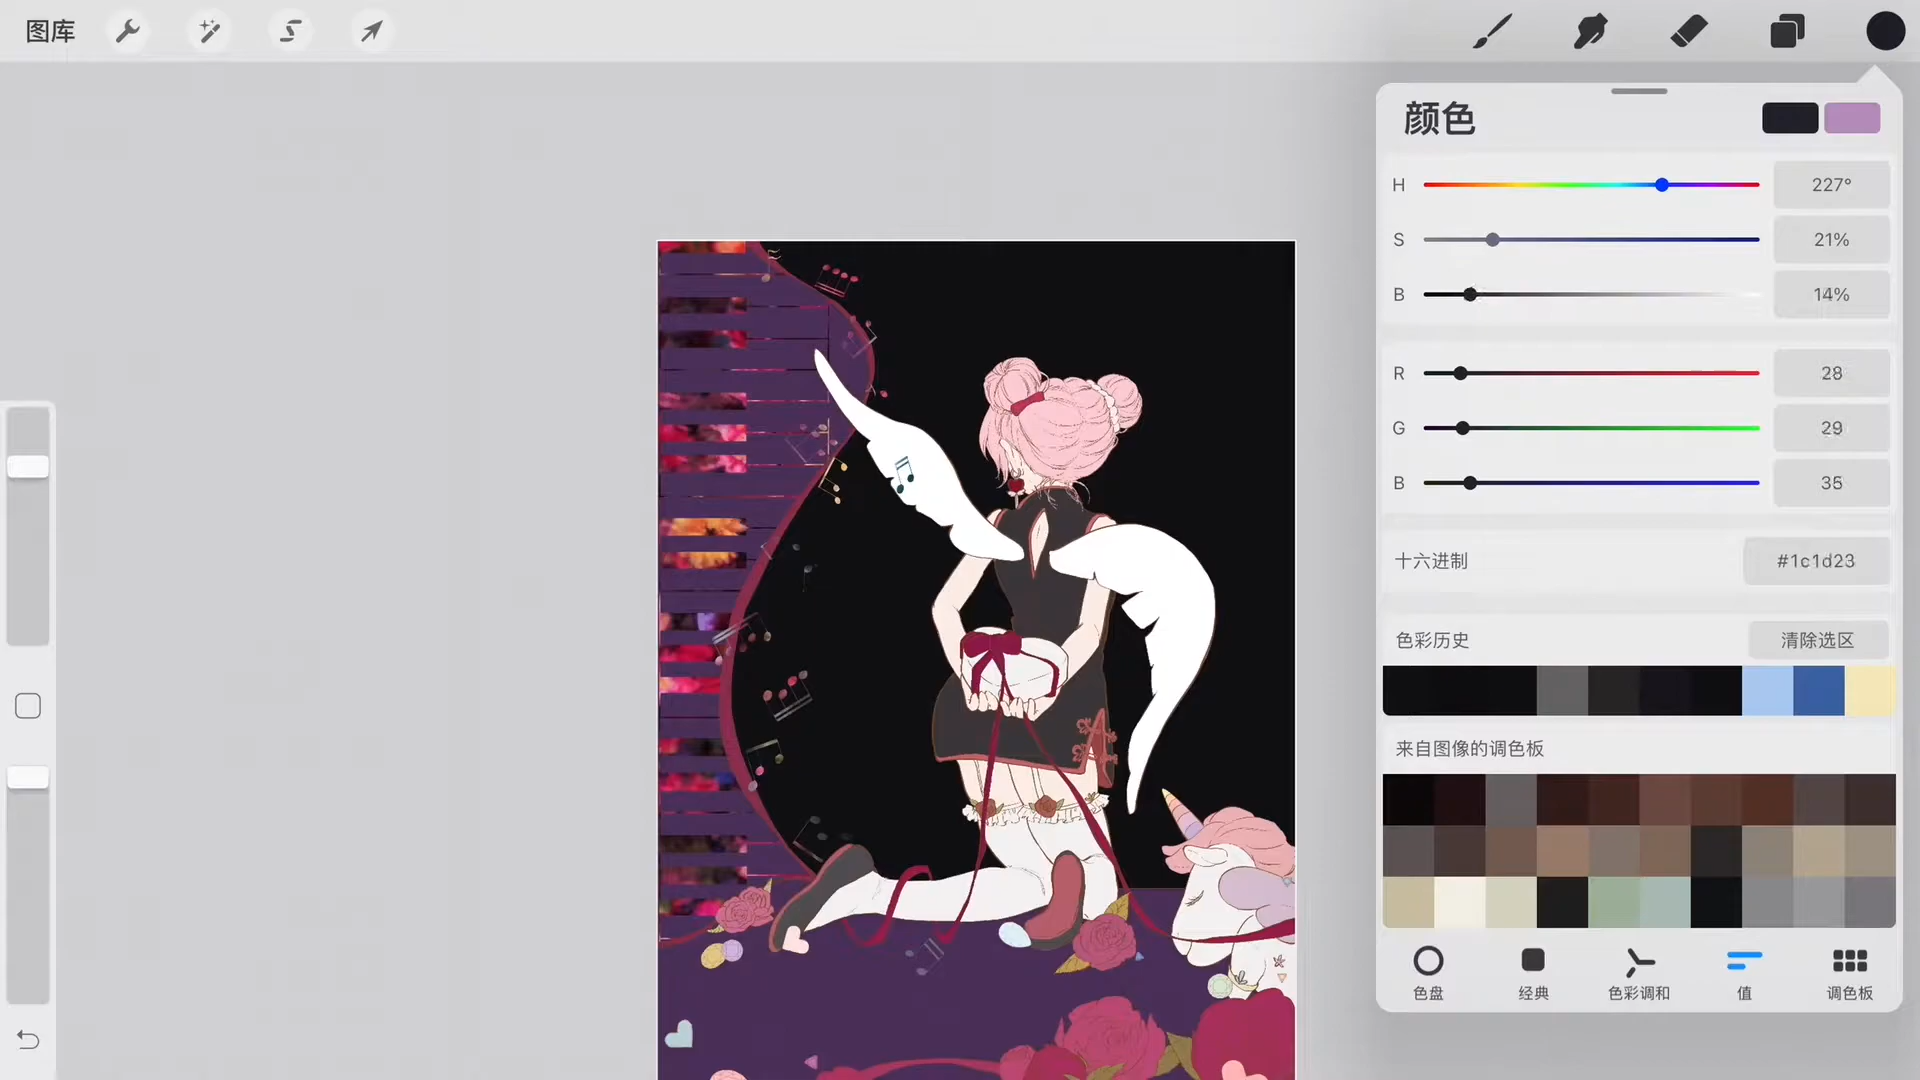 图库
颜色
H 227°
S 21%
B 14%
R 28
G 29
B 35
十六进制 #1c1d23
色彩历史 清除选区
来自图像的调色板
色盘 经典 色彩调和 值 调色板